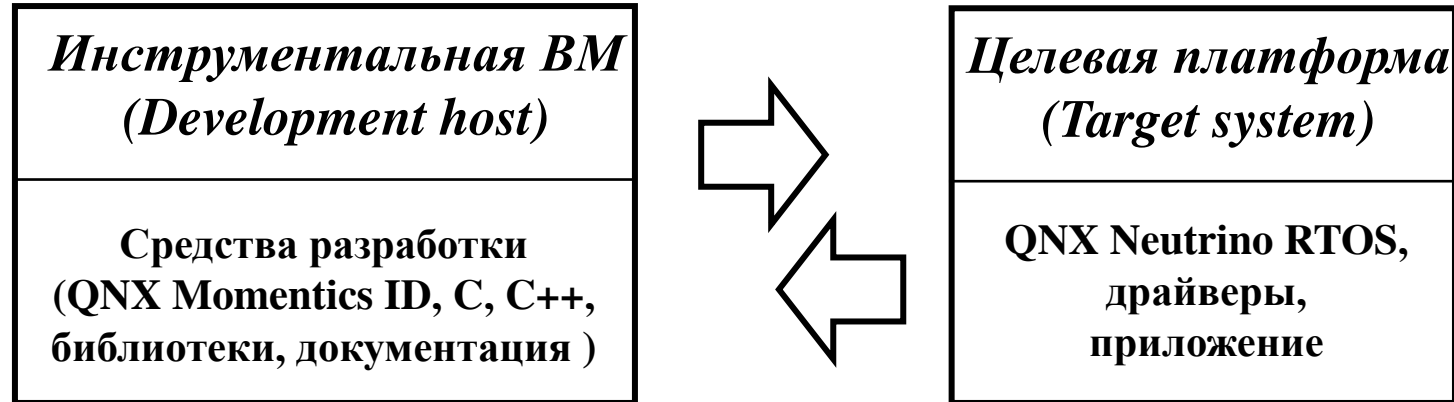 Инструментальная ВМ
(Development host)
Средства разработки
(QNX Momentics ID, C, C++,
библиотеки, документация )
Целевая платформа
(Target system)
QNX Neutrino RTOS,
драйверы,
приложение